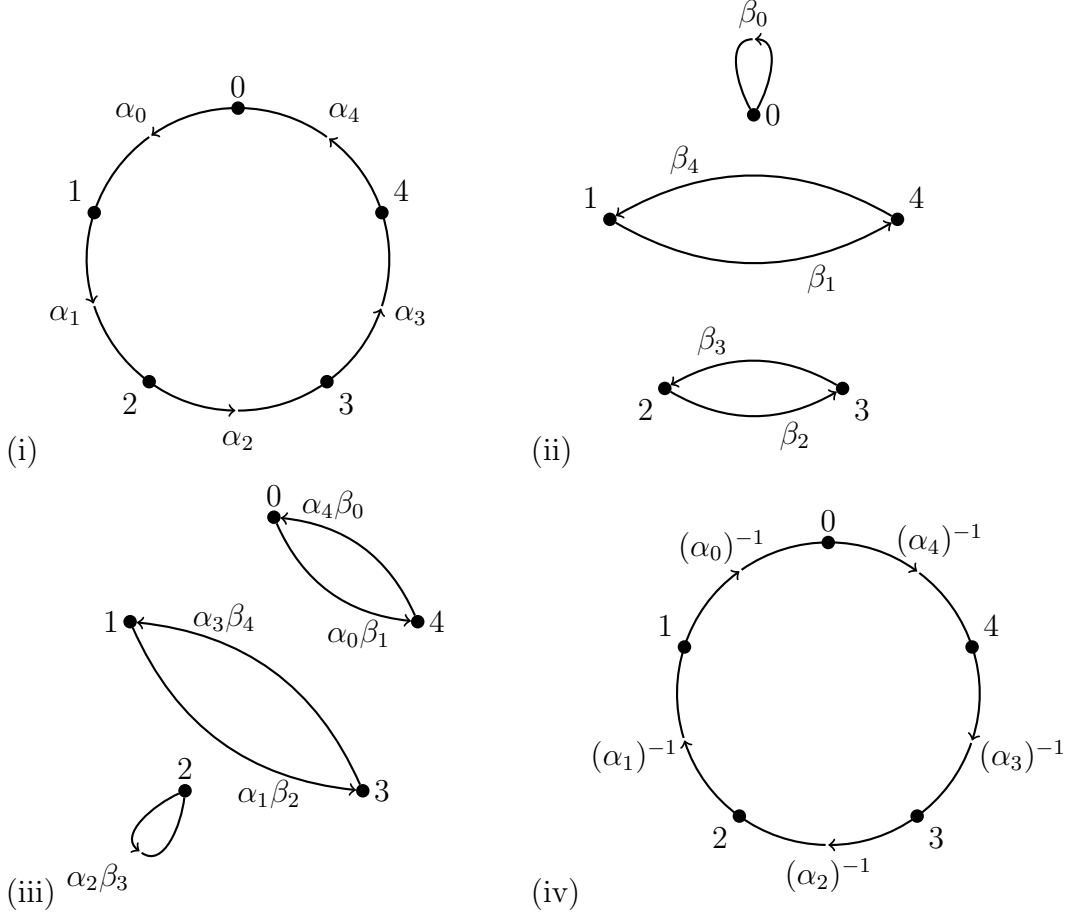 0
α₀
α₄
1
4
α₁
α₃
2
3
α₂
(i)
β₀
0
β₄
1
4
β₁
β₃
2
3
β₂
(ii)
0
α₄β₀
1
α₃β₄
4
α₀β₁
2
α₁β₂
3
α₂β₃
(iii)
0
(α₀)⁻¹
(α₄)⁻¹
1
4
(α₁)⁻¹
(α₃)⁻¹
2
3
(α₂)⁻¹
(iv)